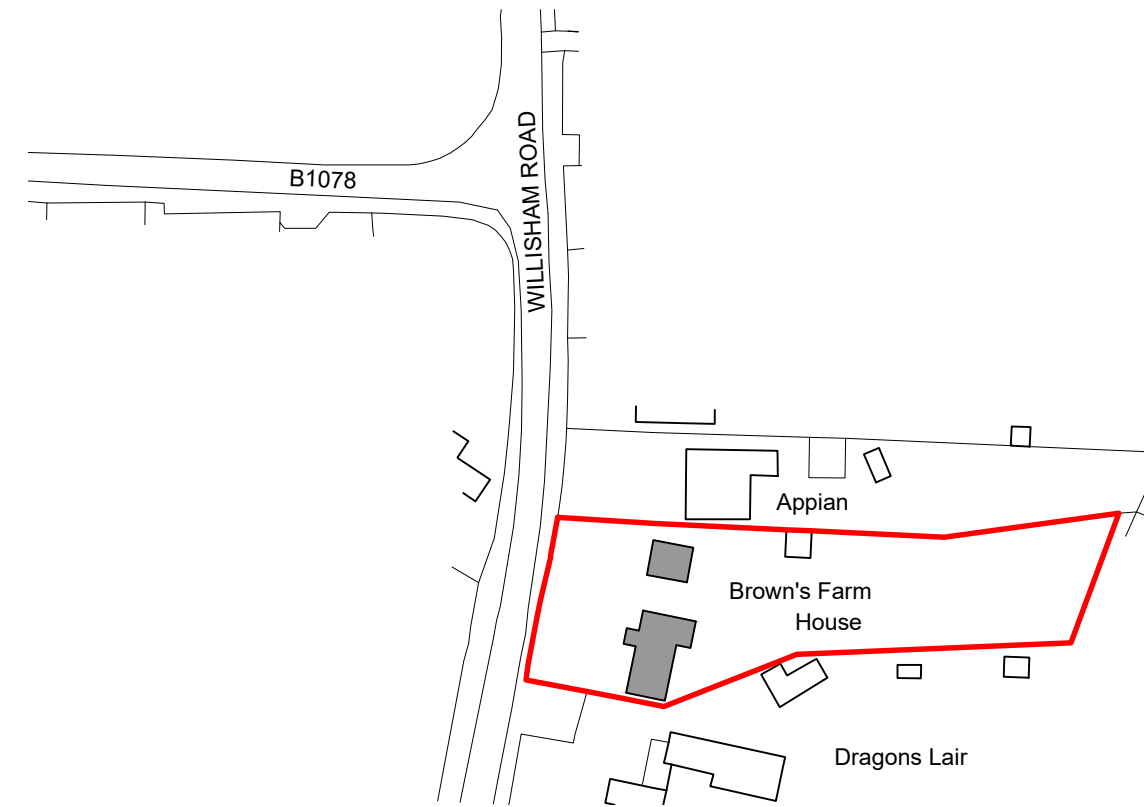 B1078
WILLISHAM ROAD
Appian
Brown's Farm
House
Dragons Lair